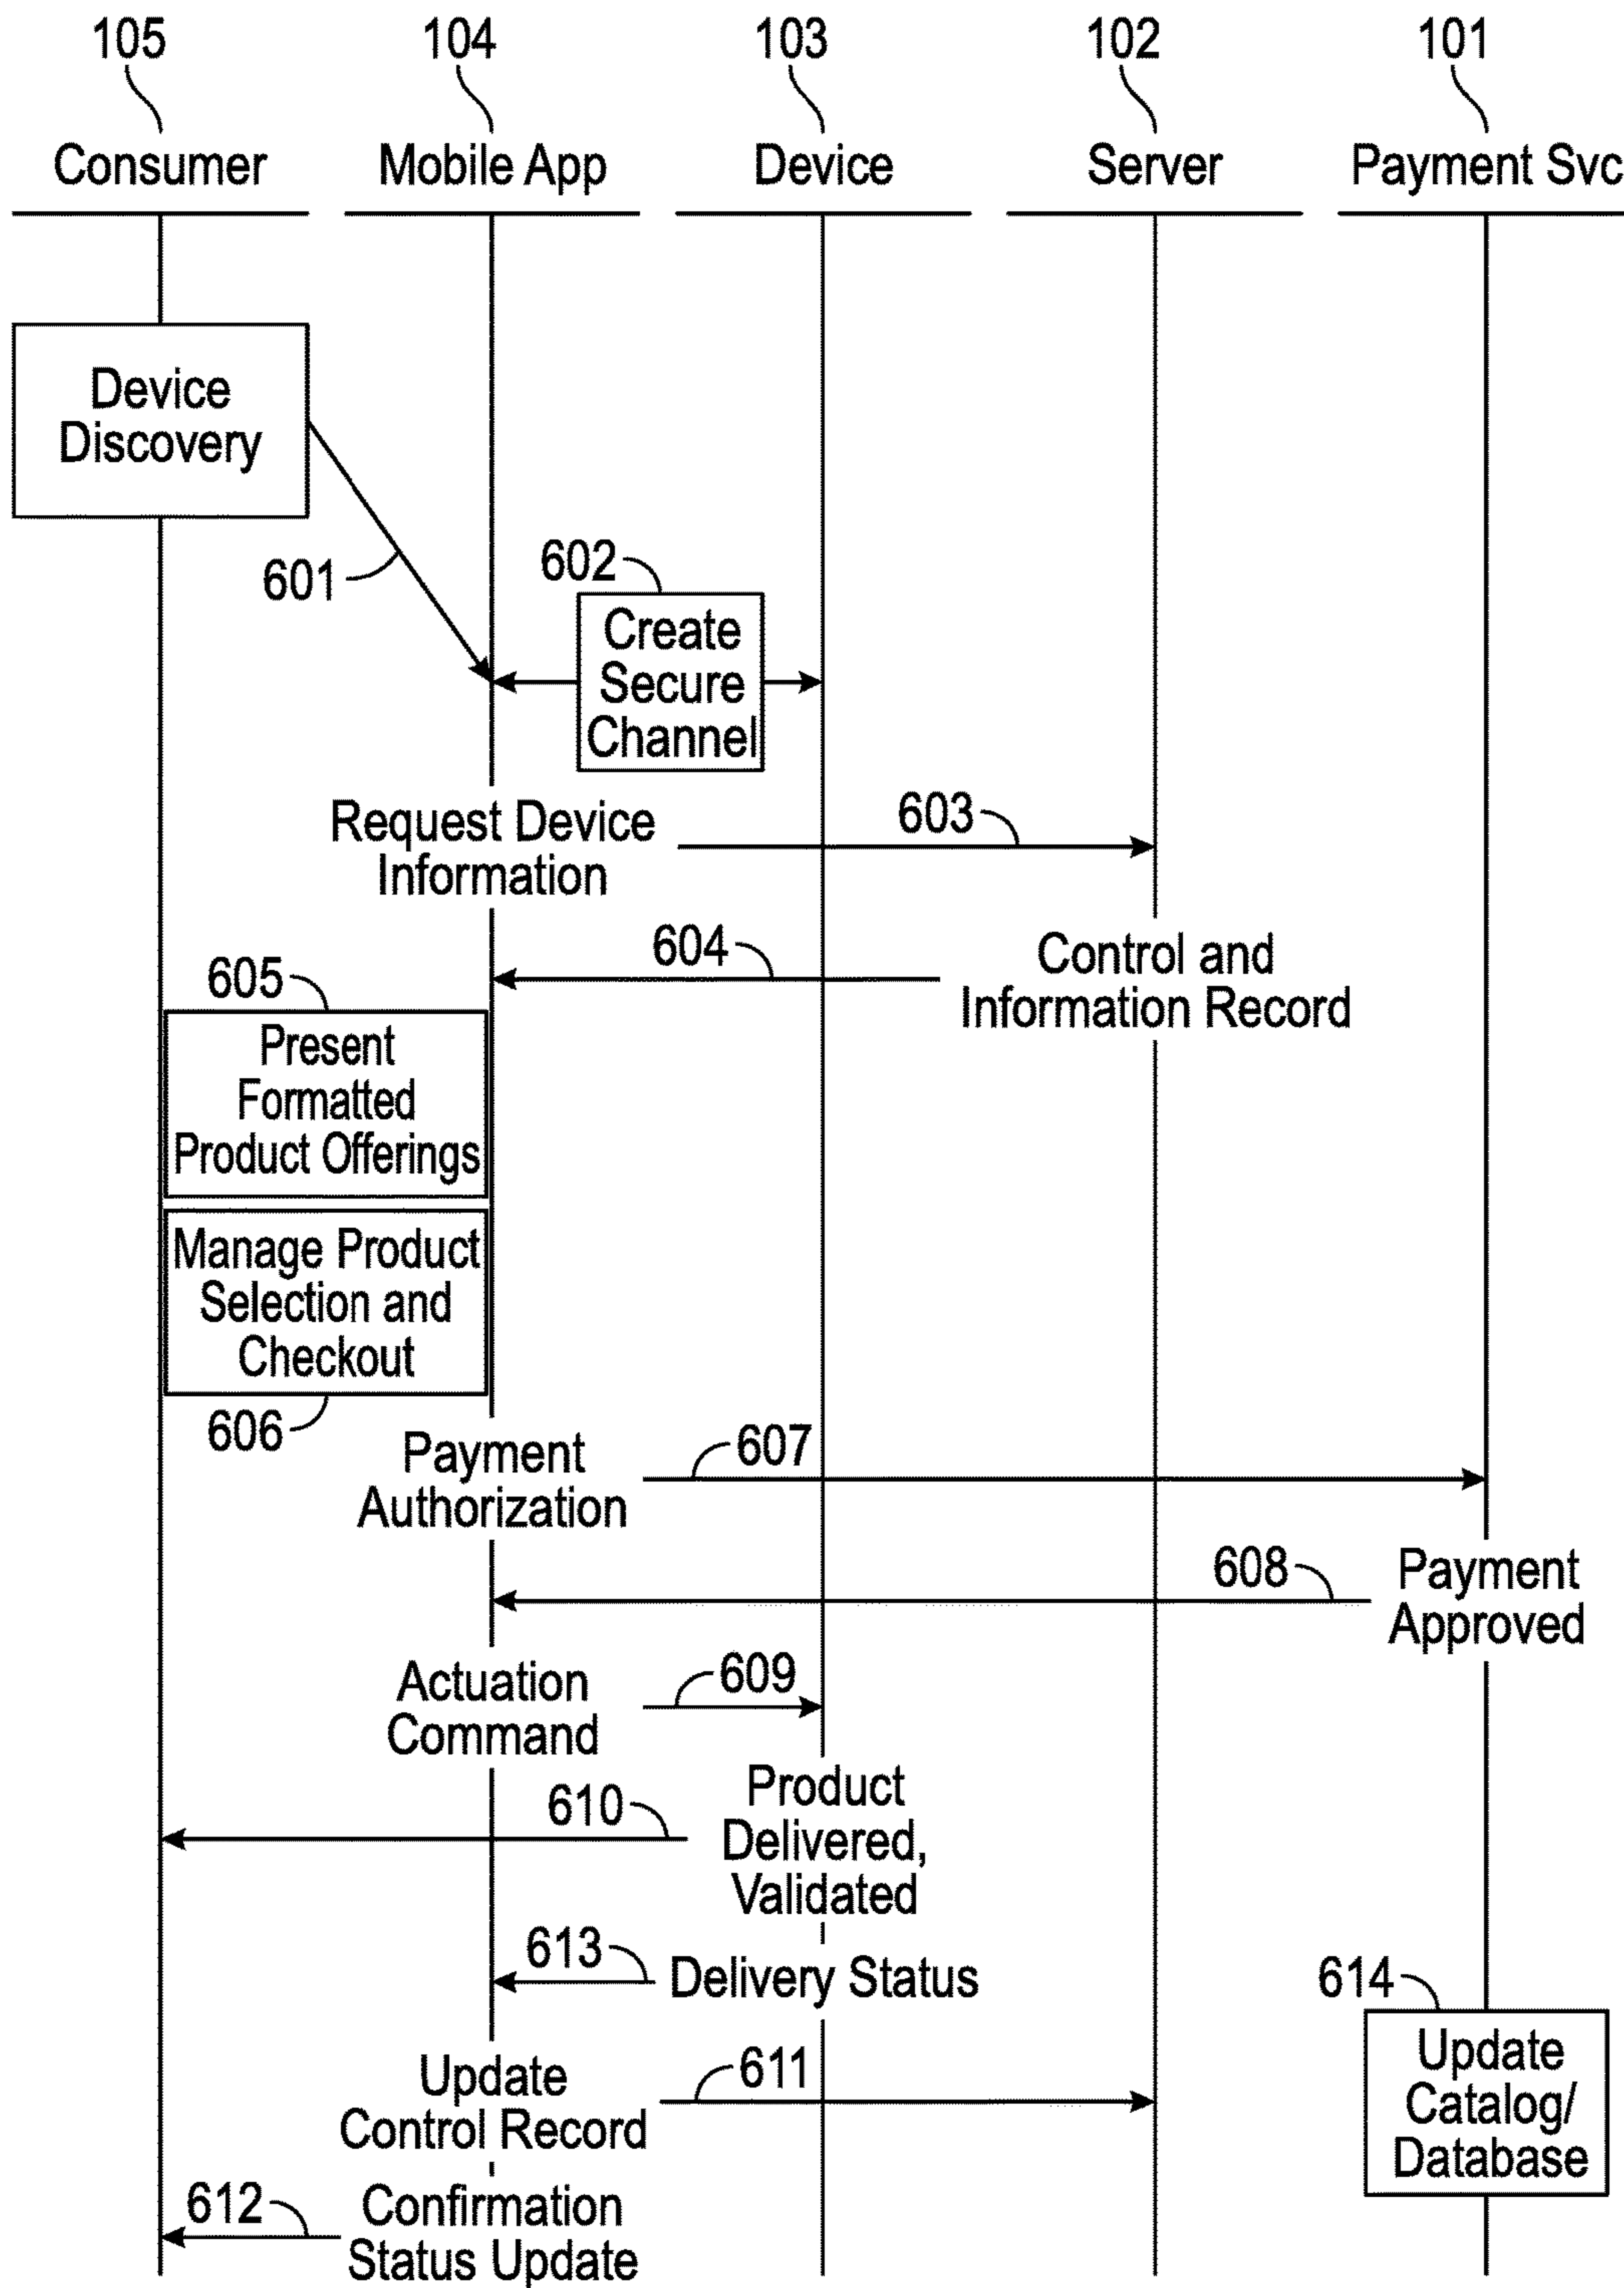 105
104
103
102
101
Consumer
Mobile App
Device
Server
Payment Svc
Device
Discovery
601
602
Create
Secure
Channel
Request Device
Information
603
604
Control and
Information Record
605
Present
Formatted
Product Offerings
Manage Product
Selection and
Checkout
606
Payment
Authorization
607
608
Payment
Approved
Actuation
Command
609
610
Product
Delivered,
Validated
613
Delivery Status
614
Update
Catalog/
Database
Update
Control Record
611
612
Confirmation
Status Update